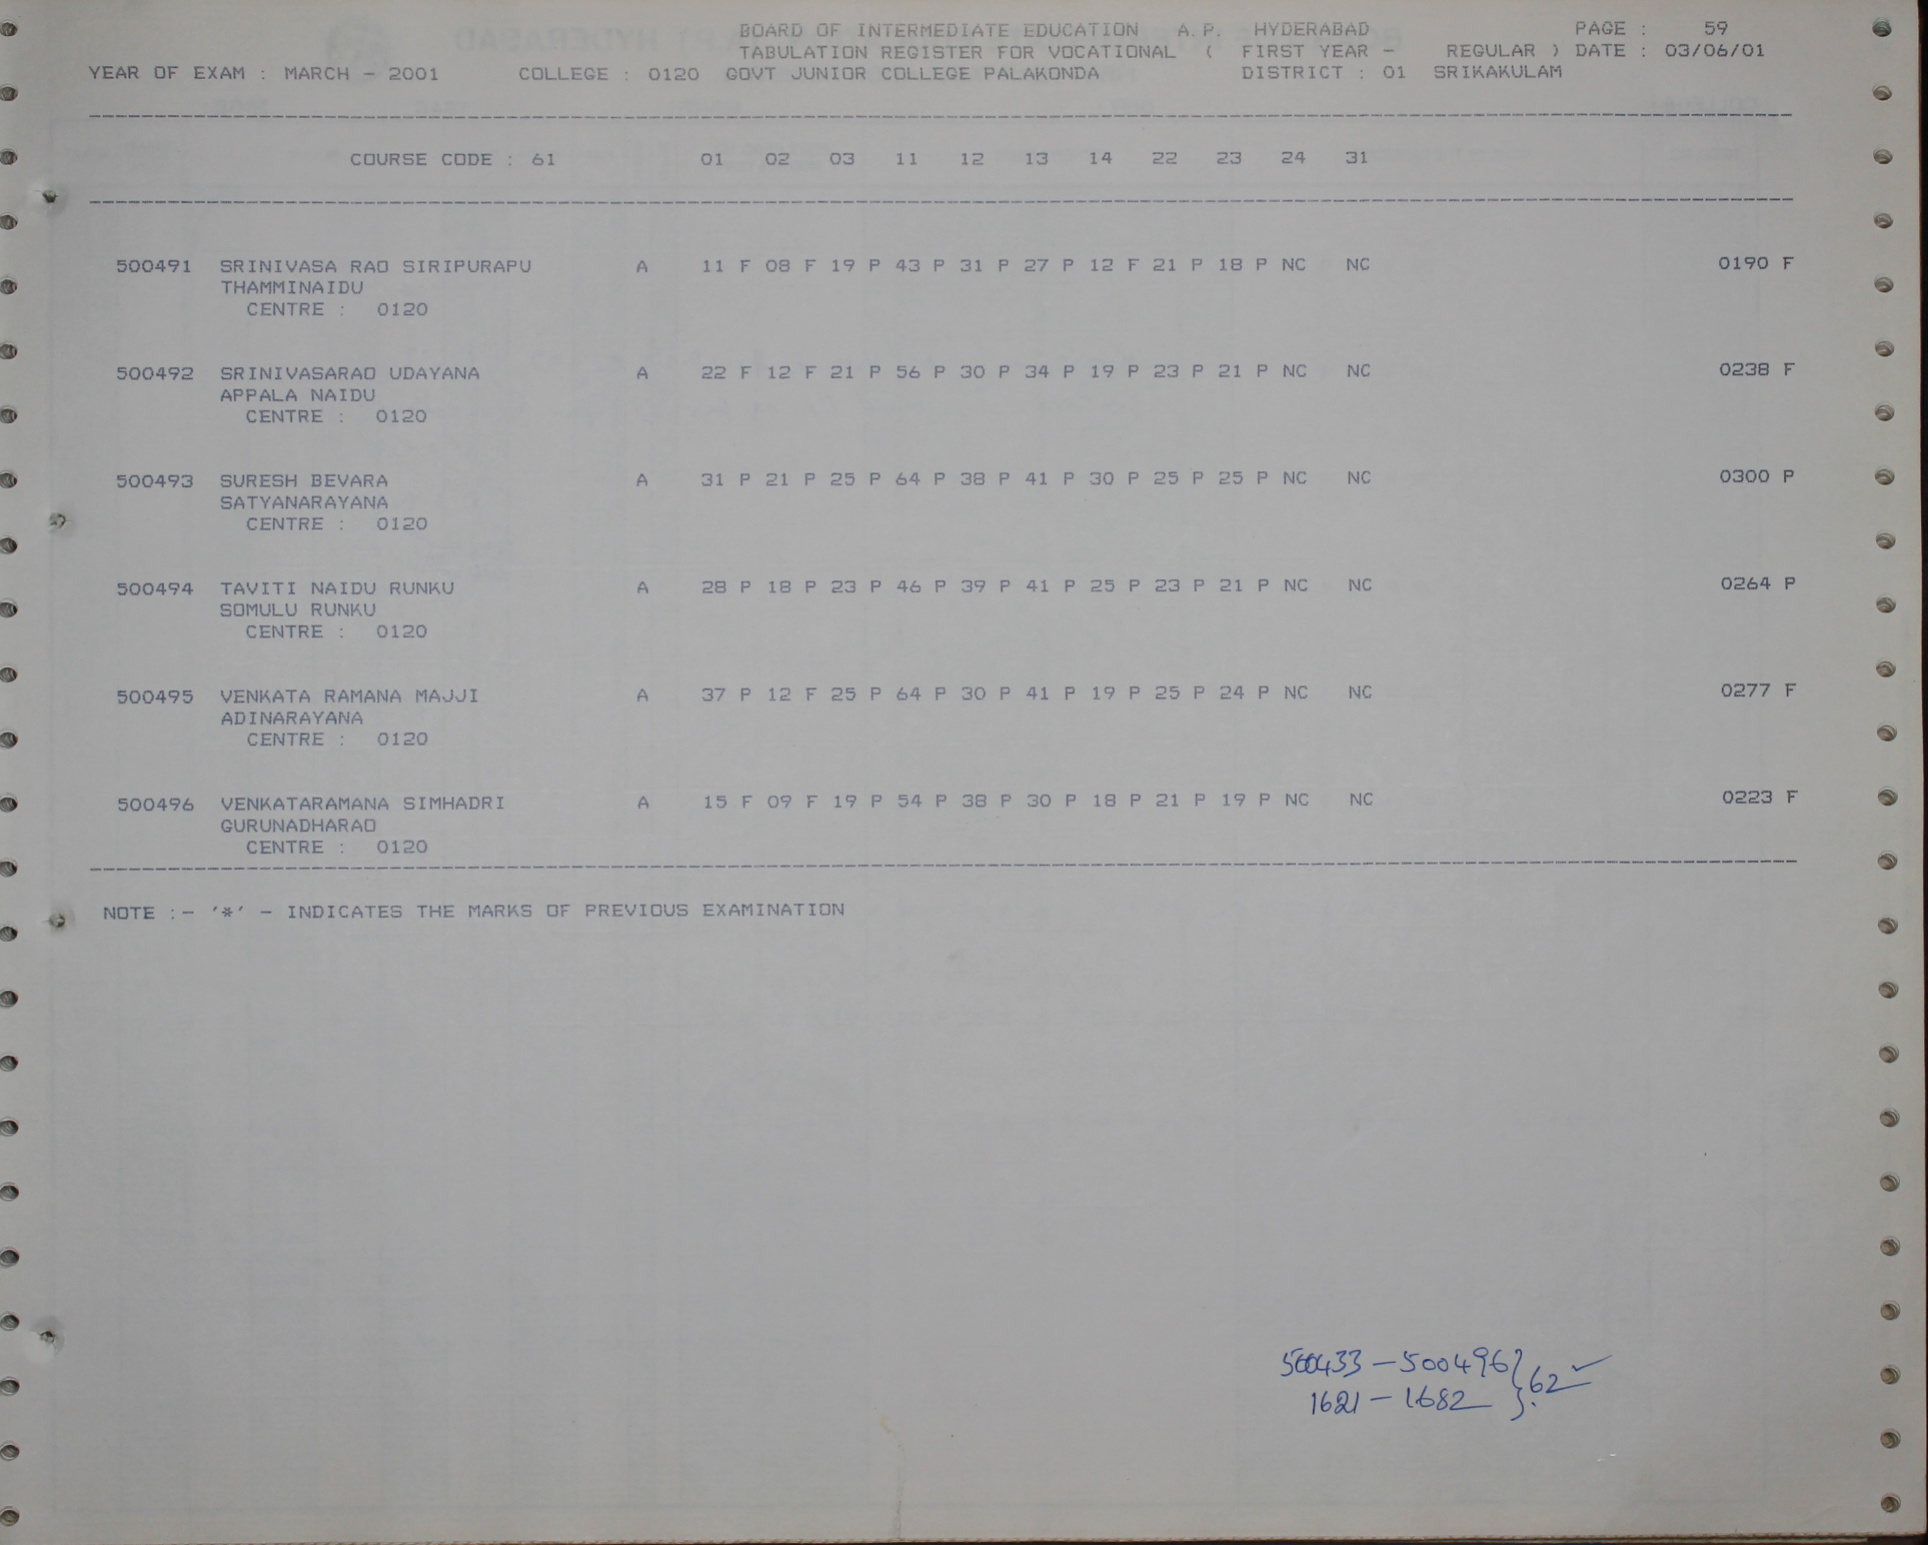 BOARD OF INTERMEDIATE EDUCATION A.P. HYDERABAD PAGE : 59
TABULATION REGISTER FOR VOCATIONAL ( FIRST YEAR - REGULAR ) DATE : 03/06/01
YEAR OF EXAM : MARCH - 2001 COLLEGE : 0120 GOVT JUNIOR COLLEGE PALAKONDA DISTRICT : 01 SRIKAKULAM
COURSE CODE : 61 01 02 03 11 12 13 14 22 23 24 31
500491 SRINIVASA RAO SIRIPURAPU A 11 F 08 F 19 P 43 P 31 P 27 P 12 F 21 P 18 P NC NC 0190 F
THAMMINAIDU
CENTRE : 0120
500492 SRINIVASARAO UDAYANA A 22 F 12 F 21 P 56 P 30 P 34 P 19 P 23 P 21 P NC NC 0238 F
APPALA NAIDU
CENTRE : 0120
500493 SURESH BEVARA A 31 P 21 P 25 P 64 P 38 P 41 P 30 P 25 P 25 P NC NC 0300 P
SATYANARAYANA
CENTRE : 0120
500494 TAVITI NAIDU RUNKU A 28 P 18 P 23 P 46 P 39 P 41 P 25 P 23 P 21 P NC NC 0264 P
SOMULU RUNKU
CENTRE : 0120
500495 VENKATA RAMANA MAJJI A 37 P 12 F 25 P 64 P 30 P 41 P 19 P 25 P 24 P NC NC 0277 F
ADINARAYANA
CENTRE : 0120
500496 VENKATARAMANA SIMHADRI A 15 F 09 F 19 P 54 P 38 P 30 P 18 P 21 P 19 P NC NC 0223 F
GURUNADHARAO
CENTRE : 0120
NOTE :- '*' - INDICATES THE MARKS OF PREVIOUS EXAMINATION
500433 - 500496 } 62 ✓
1621 - 1682